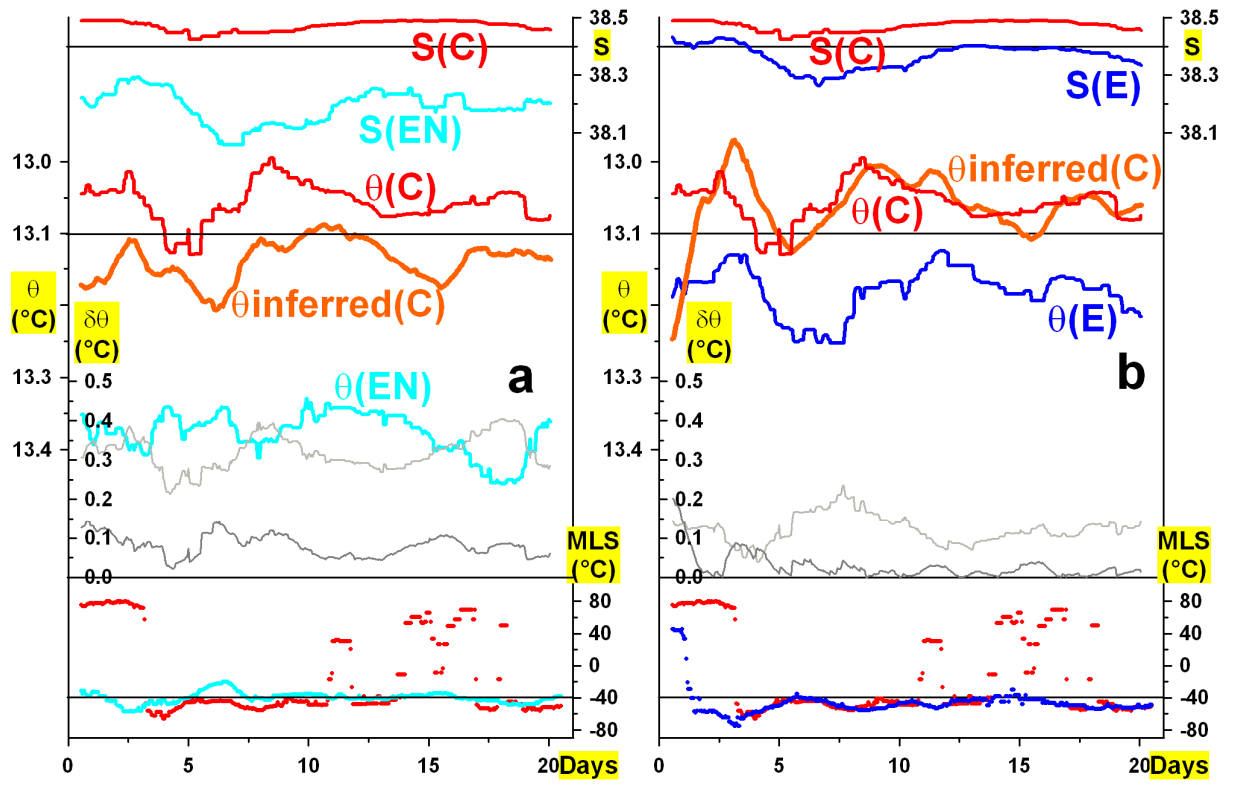 38.5
S
38.3
38.1
S(C)
S(EN)
13.0
θ(C)
13.1
θ
(°C)
δθ
(°C)
θinferred(C)
13.3
a
0.5
θ(EN)
0.4
13.4
0.3
0.2
0.1
MLS
(°C)
0.0
80
40
0
-40
-80
0
5
10
15
20
Days
38.5
S
38.3
38.1
S(C)
S(E)
13.0
θinferred(C)
θ(C)
13.1
θ
(°C)
δθ
(°C)
θ(E)
13.3
b
0.5
0.4
13.4
0.3
0.2
0.1
MLS
(°C)
0.0
80
40
0
-40
-80
0
5
10
15
20
Days